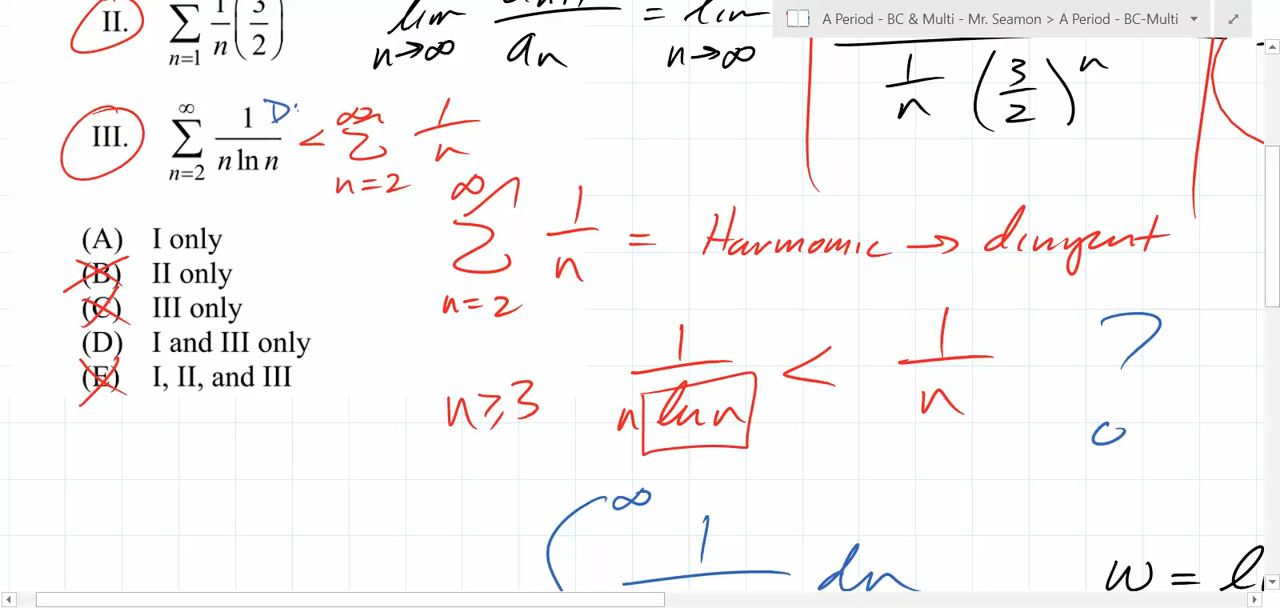 A Period - BC & Multi - Mr. Seamon > A Period - BC-Multi
II. ∑ n=1 1/n (3/2)
lim n→∞ an = lim n→∞
1/n (3/2)^n
III. ∑ n=2 ∞ 1/(n ln n) D: < ∑ n=2 ∞ 1/n
∑ n=2 ∞ 1/n = Harmonic → divergent
(A) I only
(B) II only
(C) III only
(D) I and III only
(E) I, II, and III
n ≥ 3 1/(n ln n) < 1/n ?
∫ ∞ 1 dn
w =